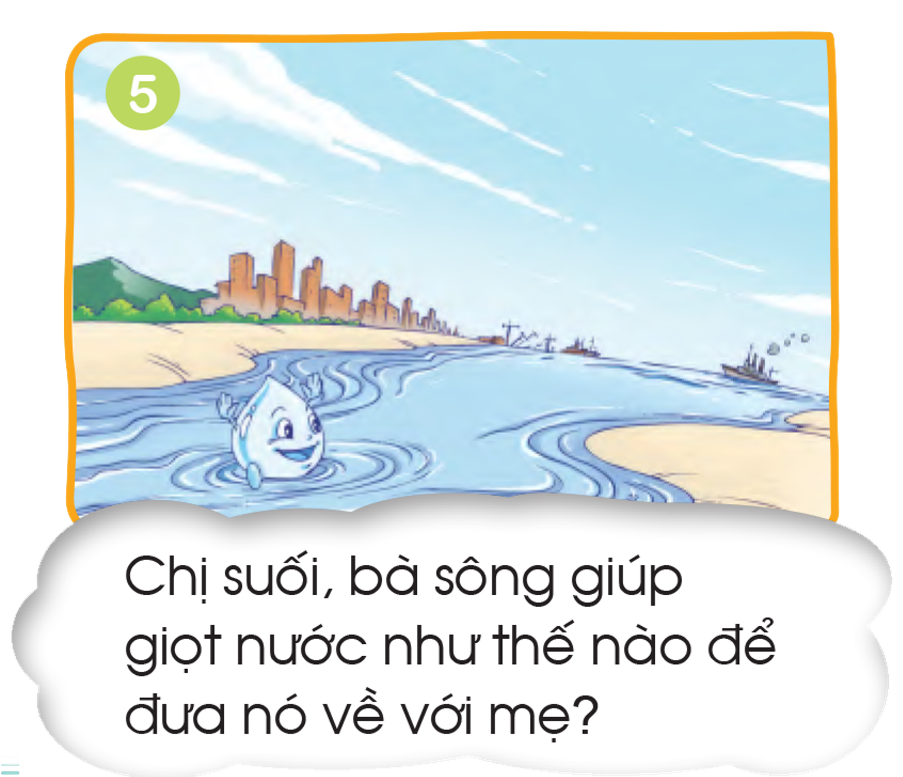 5
Chị suối, bà sông giúp
giọt nước như thế nào để
đưa nó về với mẹ?